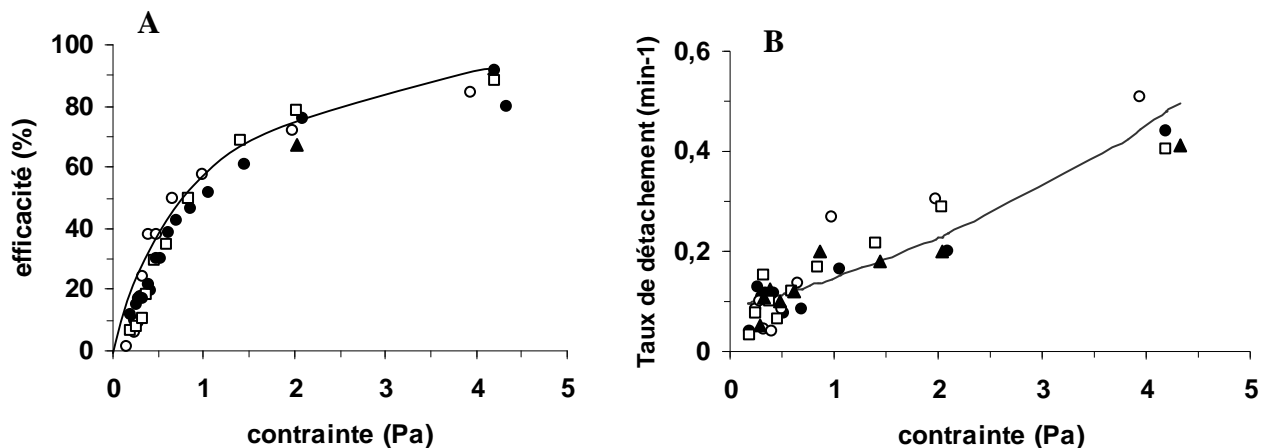 A
100
80
60
40
20
0
0 1 2 3 4 5
efficacité (%)
contrainte (Pa)
B
0,6
0,4
0,2
0
0 1 2 3 4 5
Taux de détachement (min-1)
contrainte (Pa)